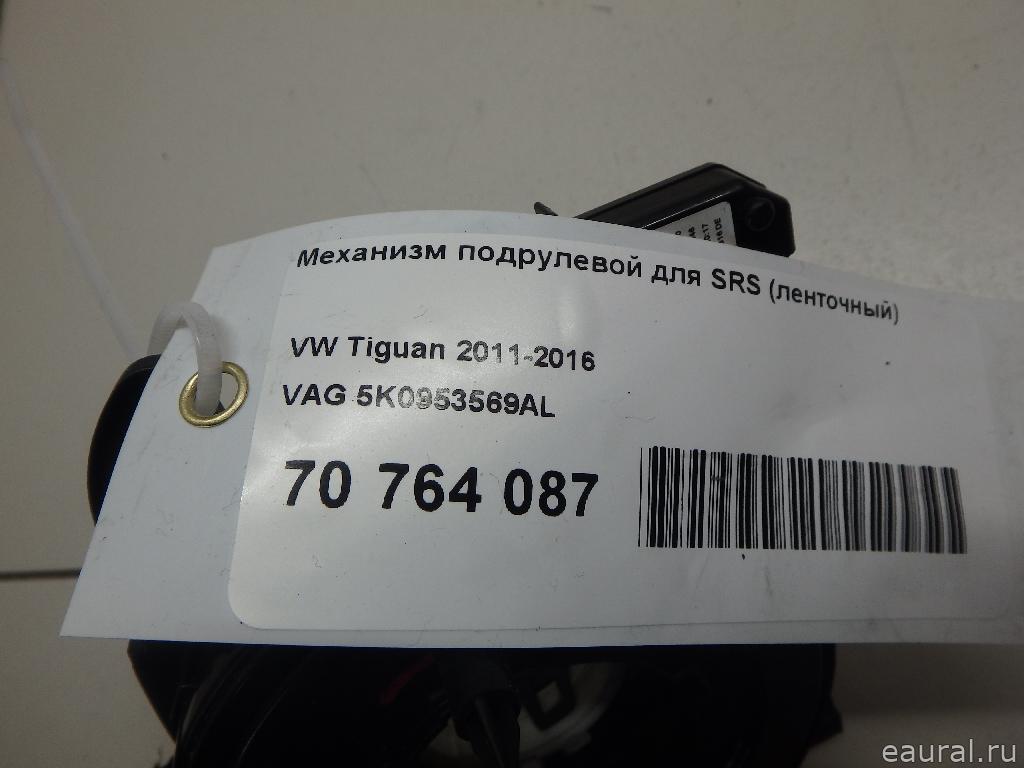 Механизм подрулевой для SRS (ленточный)
VW Tiguan 2011-2016
VAG 5K0953569AL
70 764 087
eaural.ru